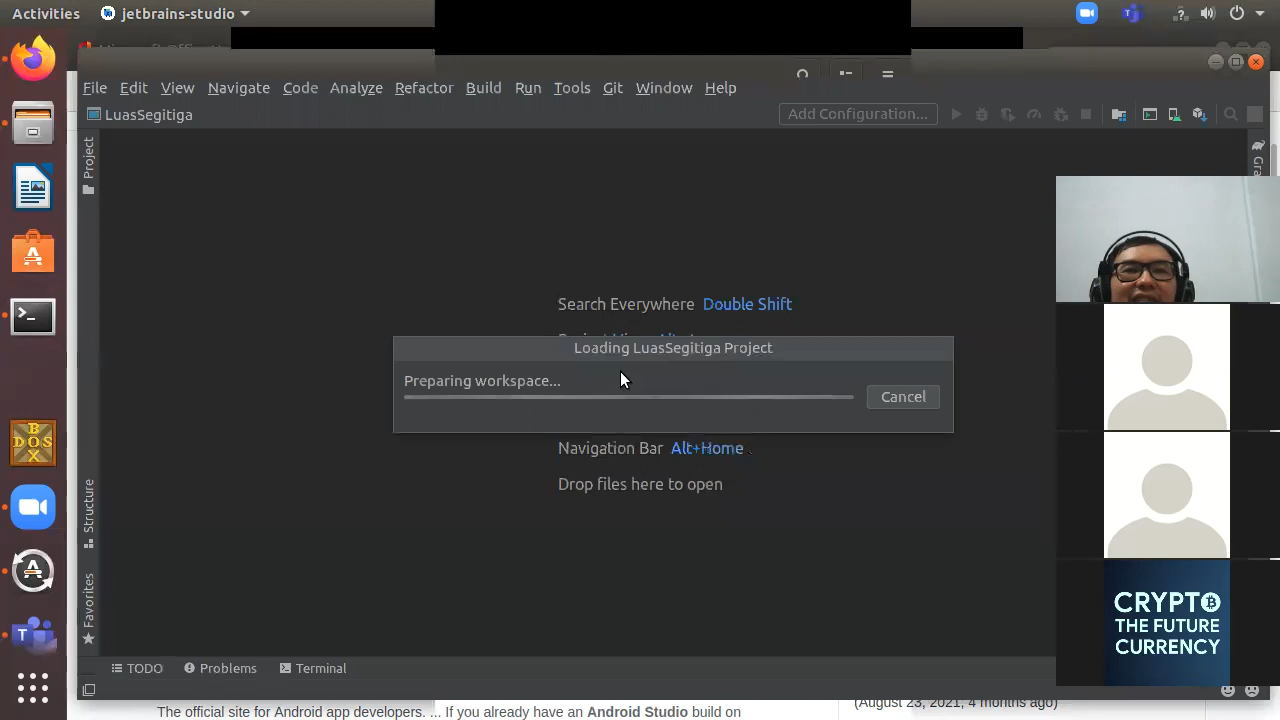 Activities jetbrains-studio
File Edit View Navigate Code Analyze Refactor Build Run Tools Git Window Help
LuasSegitiga Add Configuration...
Project
Search Everywhere Double Shift
Loading LuasSegitiga Project
Preparing workspace...
Cancel
Navigation Bar Alt+Home
Drop files here to open
Structure
Favorites
TODO Problems Terminal
CRYPTO
THE FUTURE
CURRENCY
BOX
DOS
The official site for Android app developers. ... If you already have an Android Studio build on
(August 23, 2021, 4 months ago)